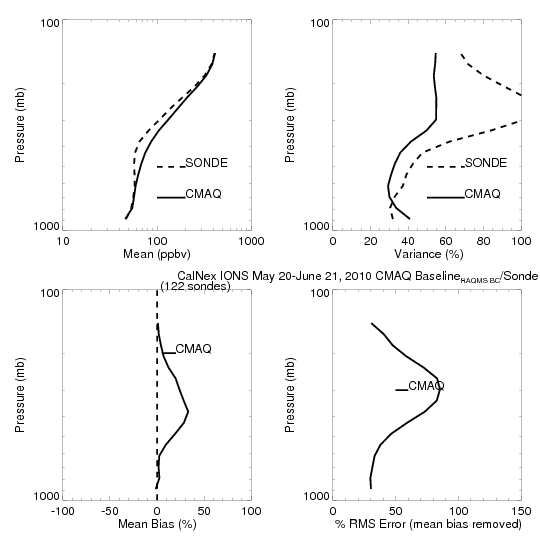 100
1000
10
100
1000
Pressure (mb)
Mean (ppbv)
SONDE
CMAQ
100
1000
0
20
40
60
80
100
Pressure (mb)
Variance (%)
SONDE
CMAQ
CalNex IONS May 20-June 21, 2010 CMAQ Baseline RAQMS BC/Sonde
(122 sondes)
100
1000
-100
-50
0
50
100
Pressure (mb)
Mean Bias (%)
CMAQ
100
1000
0
50
100
150
Pressure (mb)
% RMS Error (mean bias removed)
CMAQ